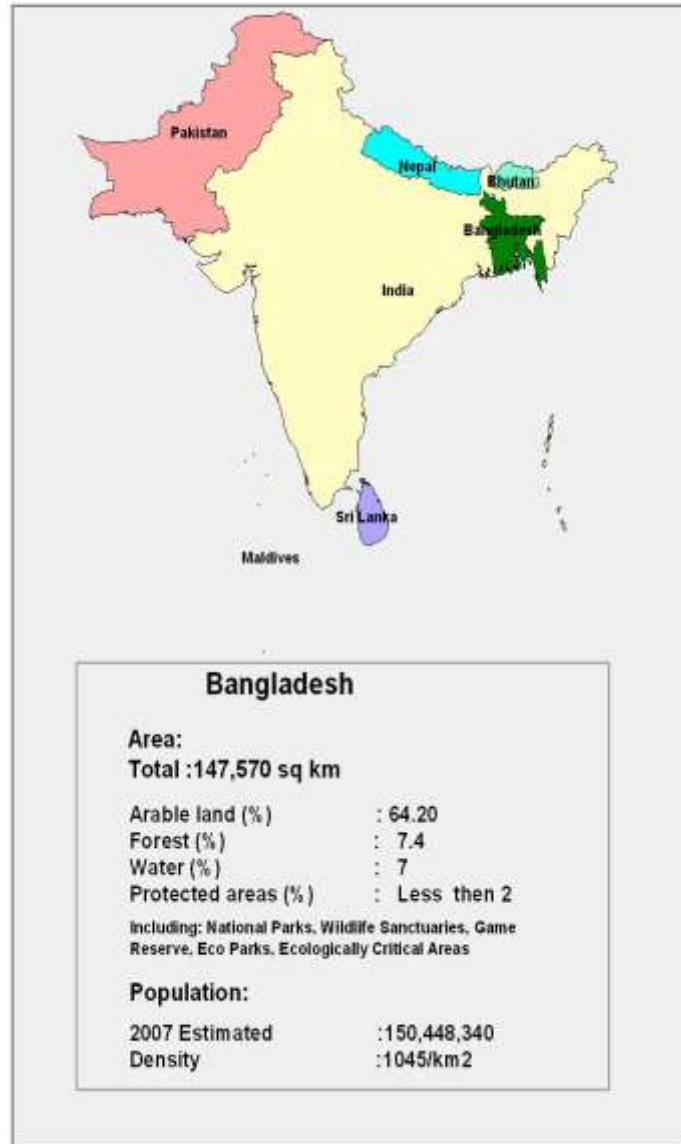 Pakistan
Nepal
Bhutan
Bangladesh
India
Sri Lanka
Maldives
Bangladesh
Area:
Total :147,570 sq km
Arable land (%) : 64.20
Forest (%) : 7.4
Water (%) : 7
Protected areas (%) : Less then 2
Including: National Parks, Wildlife Sanctuaries, Game
Reserve, Eco Parks, Ecologically Critical Areas
Population:
2007 Estimated :150,448,340
Density :1045/km2